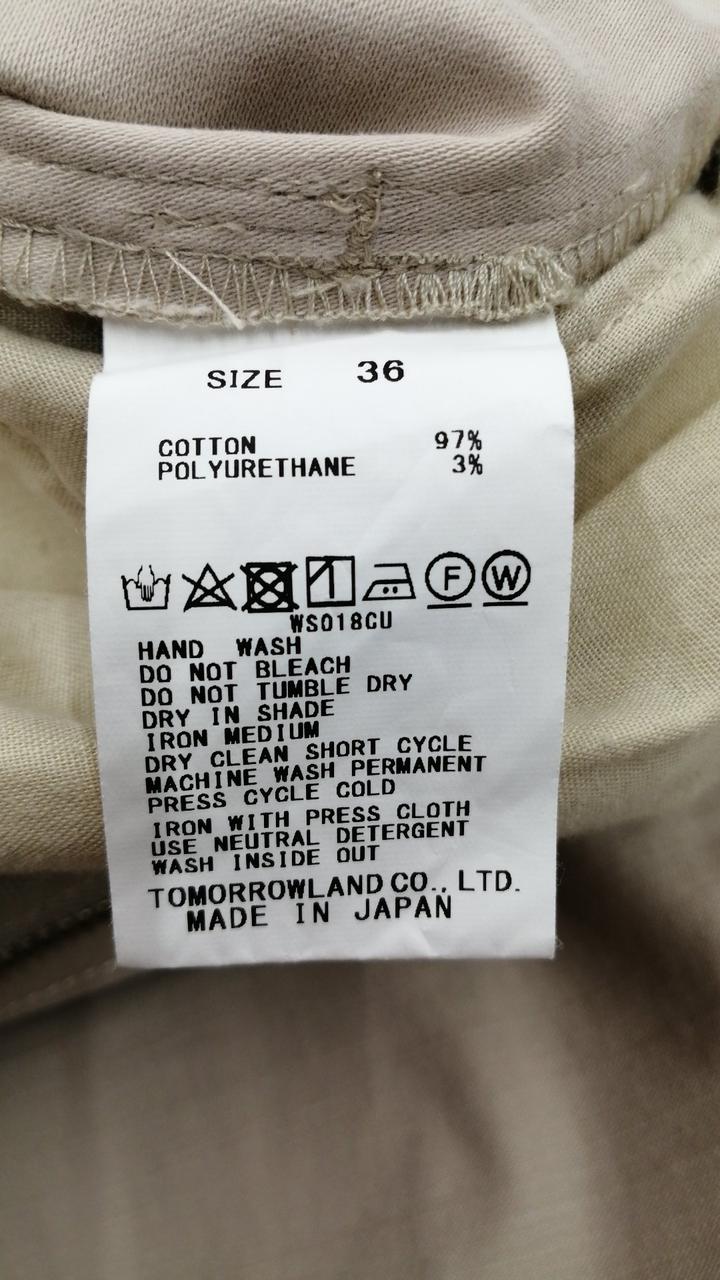 SIZE 36
COTTON 97%
POLYURETHANE 3%
F W
WS018CU
HAND WASH
DO NOT BLEACH
DO NOT TUMBLE DRY
DRY IN SHADE
IRON MEDIUM
DRY CLEAN SHORT CYCLE
MACHINE WASH PERMANENT
PRESS CYCLE COLD
IRON WITH PRESS CLOTH
USE NEUTRAL DETERGENT
WASH INSIDE OUT
TOMORROWLAND CO., LTD.
MADE IN JAPAN